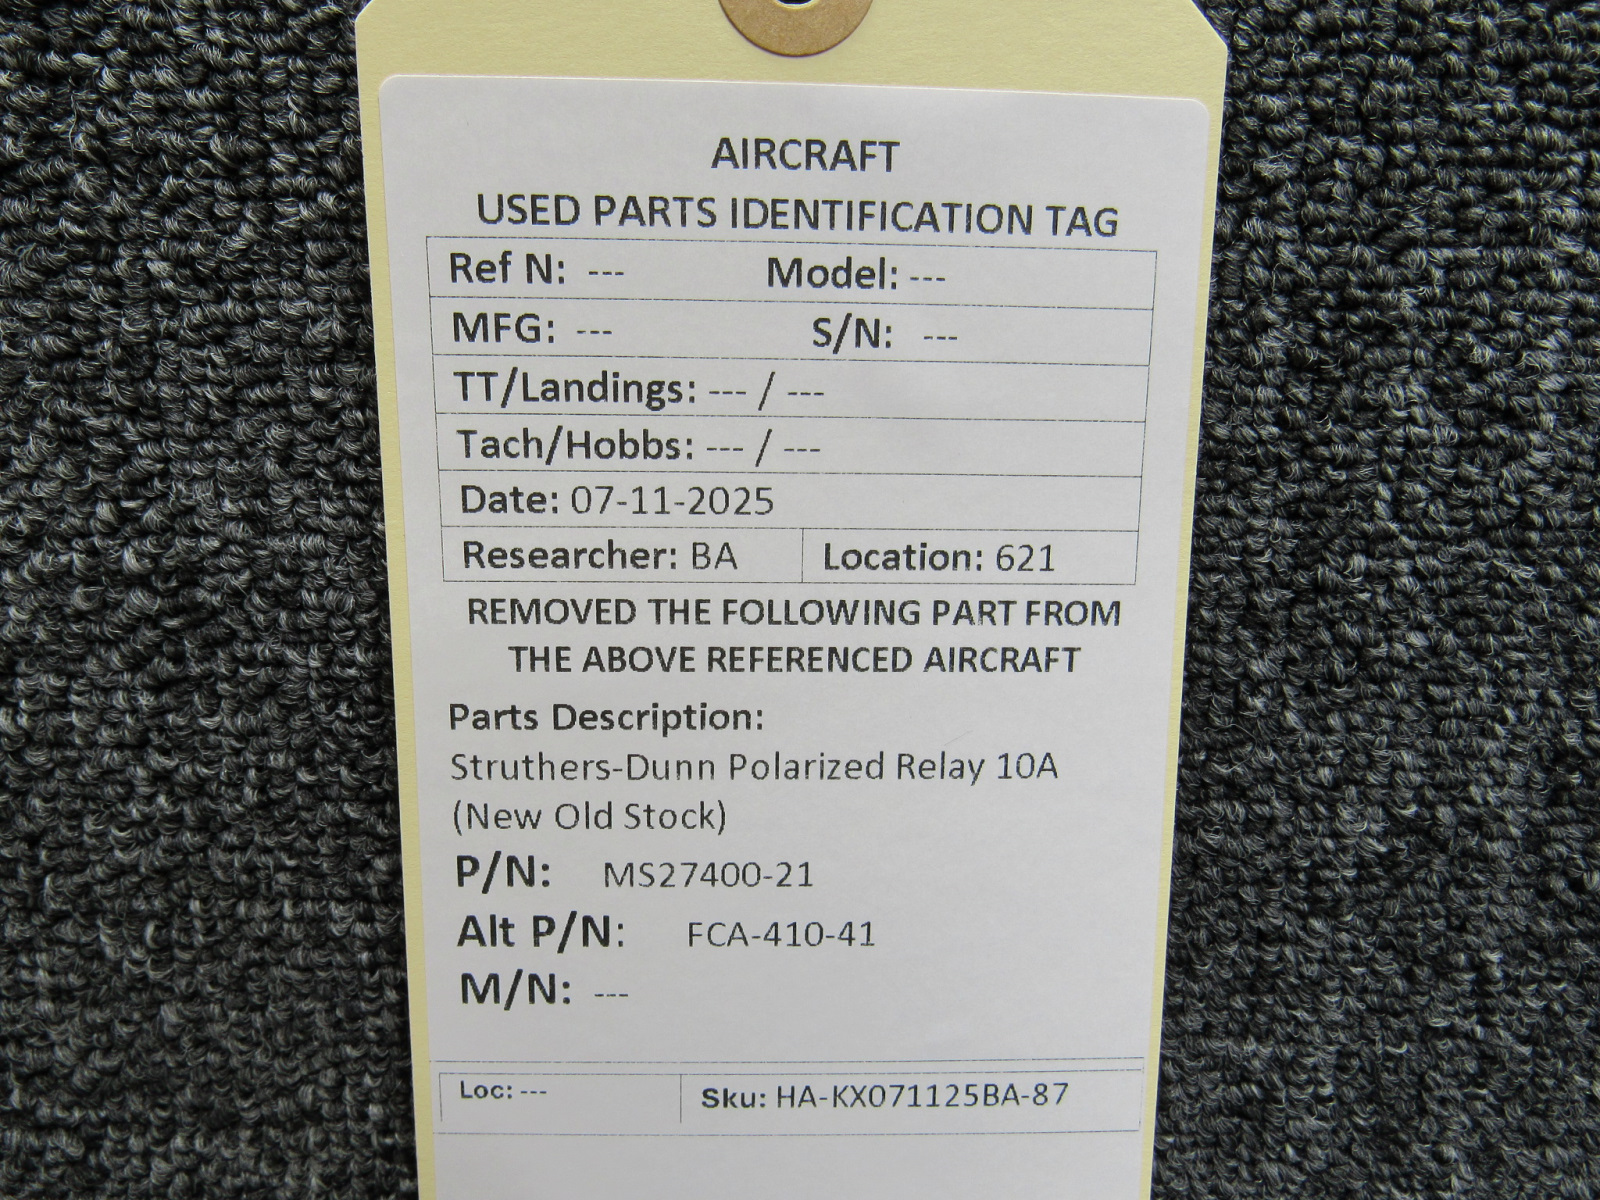 AIRCRAFT
USED PARTS IDENTIFICATION TAG
Ref N: --- Model: ---
MFG: --- S/N: ---
TT/Landings: --- / ---
Tach/Hobbs: --- / ---
Date: 07-11-2025
Researcher: BA Location: 621
REMOVED THE FOLLOWING PART FROM
THE ABOVE REFERENCED AIRCRAFT
Parts Description:
Struthers-Dunn Polarized Relay 10A
(New Old Stock)
P/N: MS27400-21
Alt P/N: FCA-410-41
M/N: ---
Loc: --- Sku: HA-KX071125BA-87